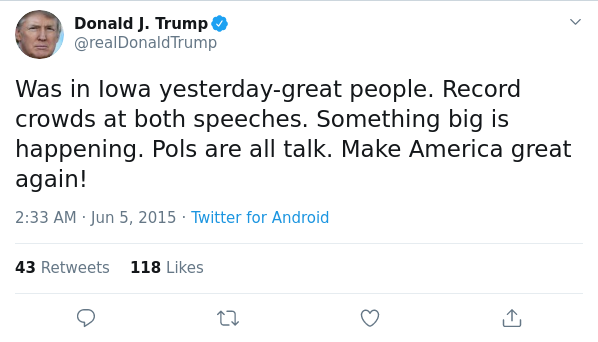 Donald J. Trump
@realDonaldTrump
Was in Iowa yesterday-great people. Record
crowds at both speeches. Something big is
happening. Pols are all talk. Make America great
again!
2:33 AM · Jun 5, 2015 · Twitter for Android
43 Retweets 118 Likes